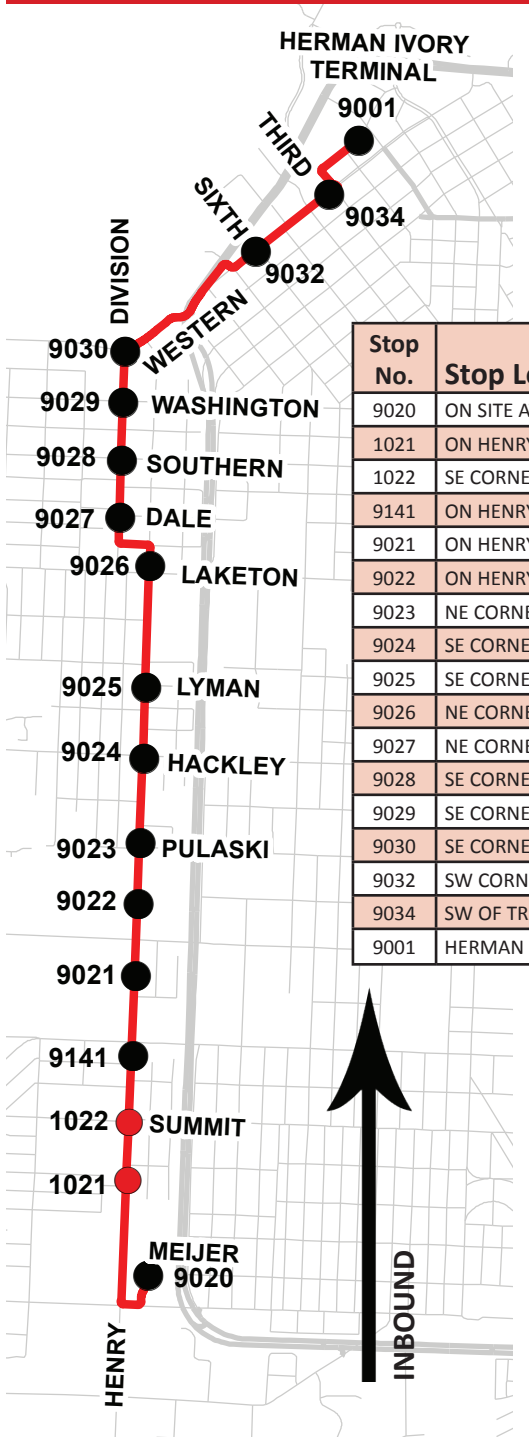 HERMAN IVORY
TERMINAL
9001
THIRD
9034
SIXTH
9032
DIVISION
WESTERN
9030
9029 WASHINGTON
9028 SOUTHERN
9027 DALE
9026 LAKETON
9025 LYMAN
9024 HACKLEY
9023 PULASKI
9022
9021
9141
1022 SUMMIT
1021
MEIJER
9020
HENRY
INBOUND
Stop
No. Stop Lo
9020 ON SITE A
1021 ON HENRY
1022 SE CORNE
9141 ON HENRY
9021 ON HENRY
9022 ON HENRY
9023 NE CORNE
9024 SE CORNE
9025 SE CORNE
9026 NE CORNE
9027 NE CORNE
9028 SE CORNE
9029 SE CORNE
9030 SE CORNE
9032 SW CORN
9034 SW OF TR
9001 HERMAN